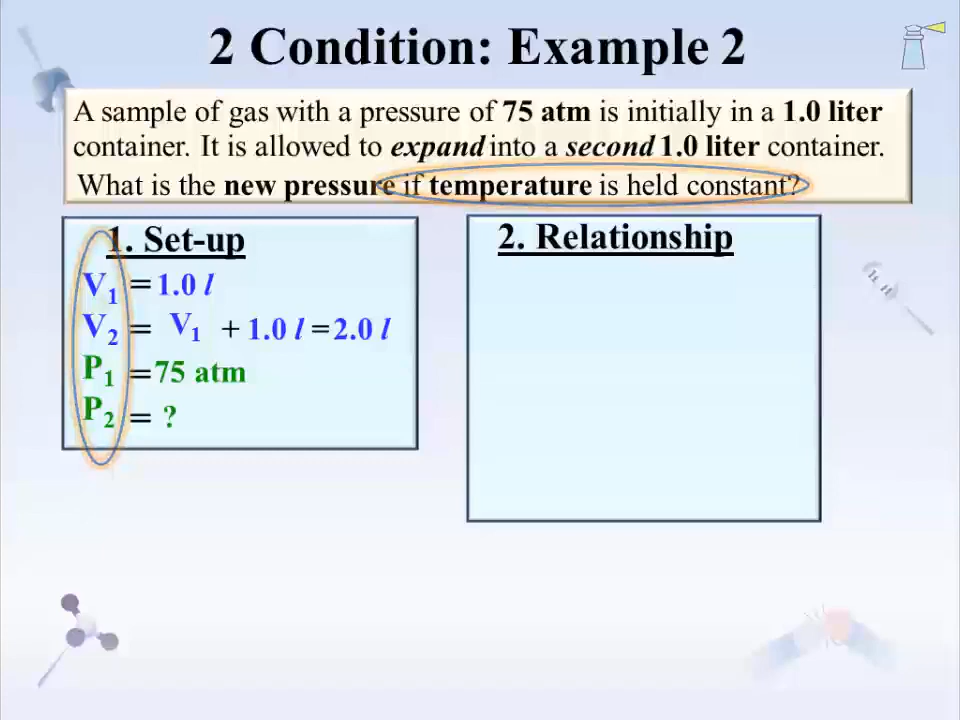 2 Condition: Example 2
A sample of gas with a pressure of 75 atm is initially in a 1.0 liter
container. It is allowed to expand into a second 1.0 liter container.
What is the new pressure if temperature is held constant?
1. Set-up
V₁ = 1.0 l
V₂ = V₁ + 1.0 l = 2.0 l
P₁ = 75 atm
P₂ = ?
2. Relationship